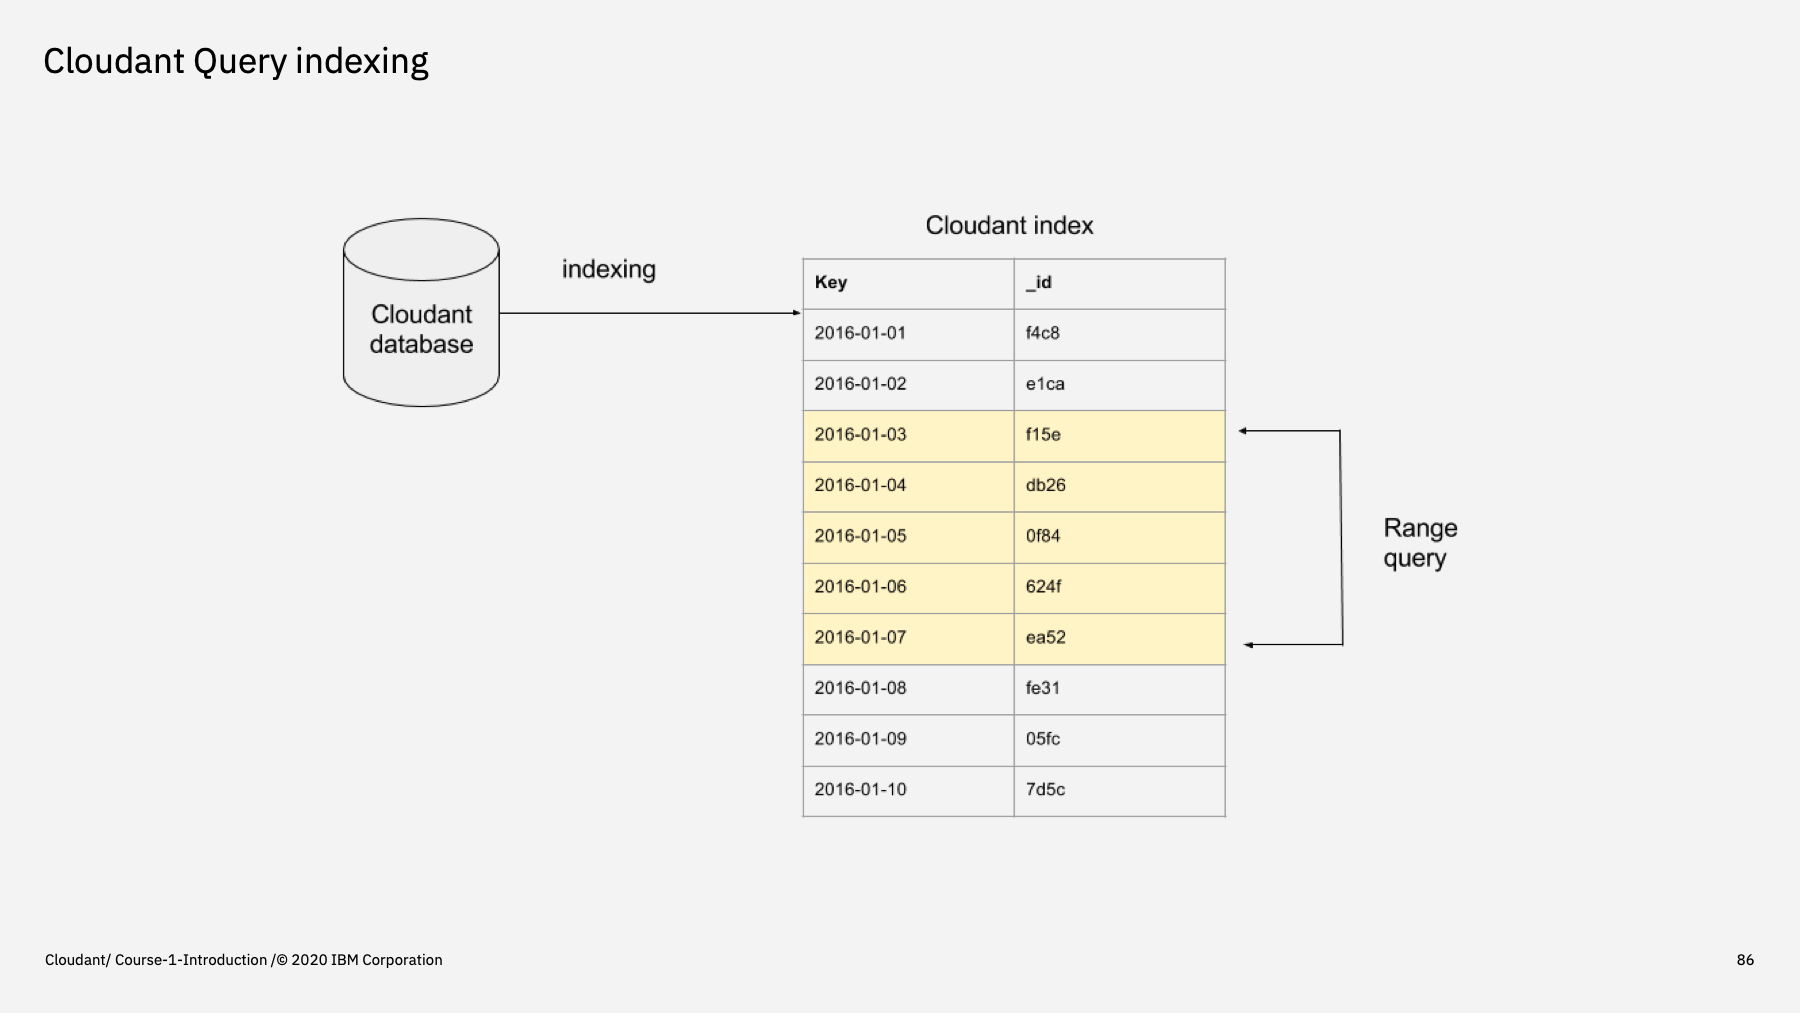 Cloudant Query indexing
Cloudant
database
indexing
Cloudant index
Key _id
2016-01-01 f4c8
2016-01-02 e1ca
2016-01-03 f15e
2016-01-04 db26
2016-01-05 0f84
2016-01-06 624f
2016-01-07 ea52
2016-01-08 fe31
2016-01-09 05fc
2016-01-10 7d5c
Range
query
Cloudant/ Course-1-Introduction /© 2020 IBM Corporation
86